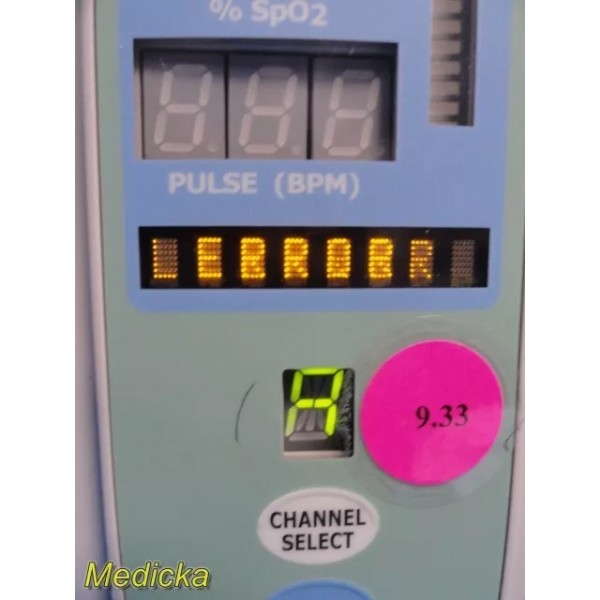 % SpO2
PULSE (BPM)
ERROR
A
9.33
CHANNEL
SELECT
Medicka